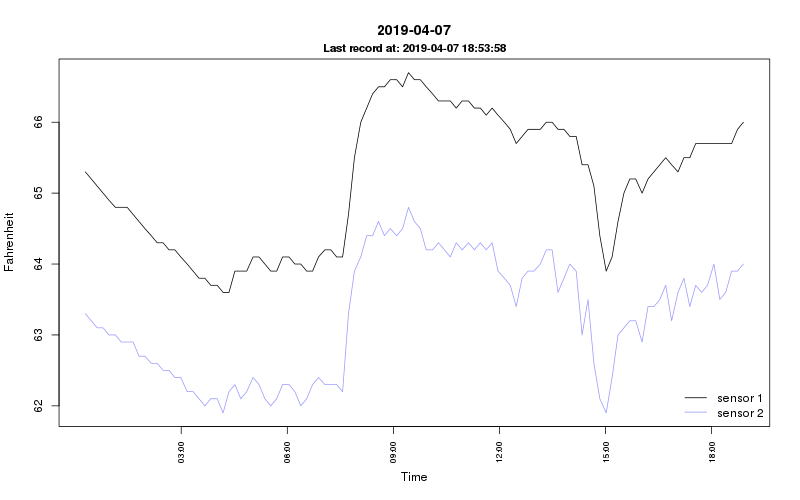 2019-04-07
Last record at: 2019-04-07 18:53:58
Fahrenheit
66
65
64
63
62
sensor 1
sensor 2
03:00
06:00
09:00
12:00
15:00
18:00
Time